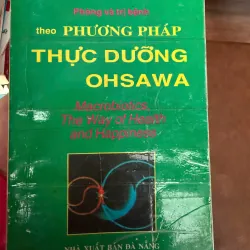 Phòng và trị bệnh
theo PHƯƠNG PHÁP
THỰC DƯỠNG
OHSAWA
Macrobiotics
The Way of Health
and Happiness
NHÀ XUẤT BẢN ĐÀ NẴNG